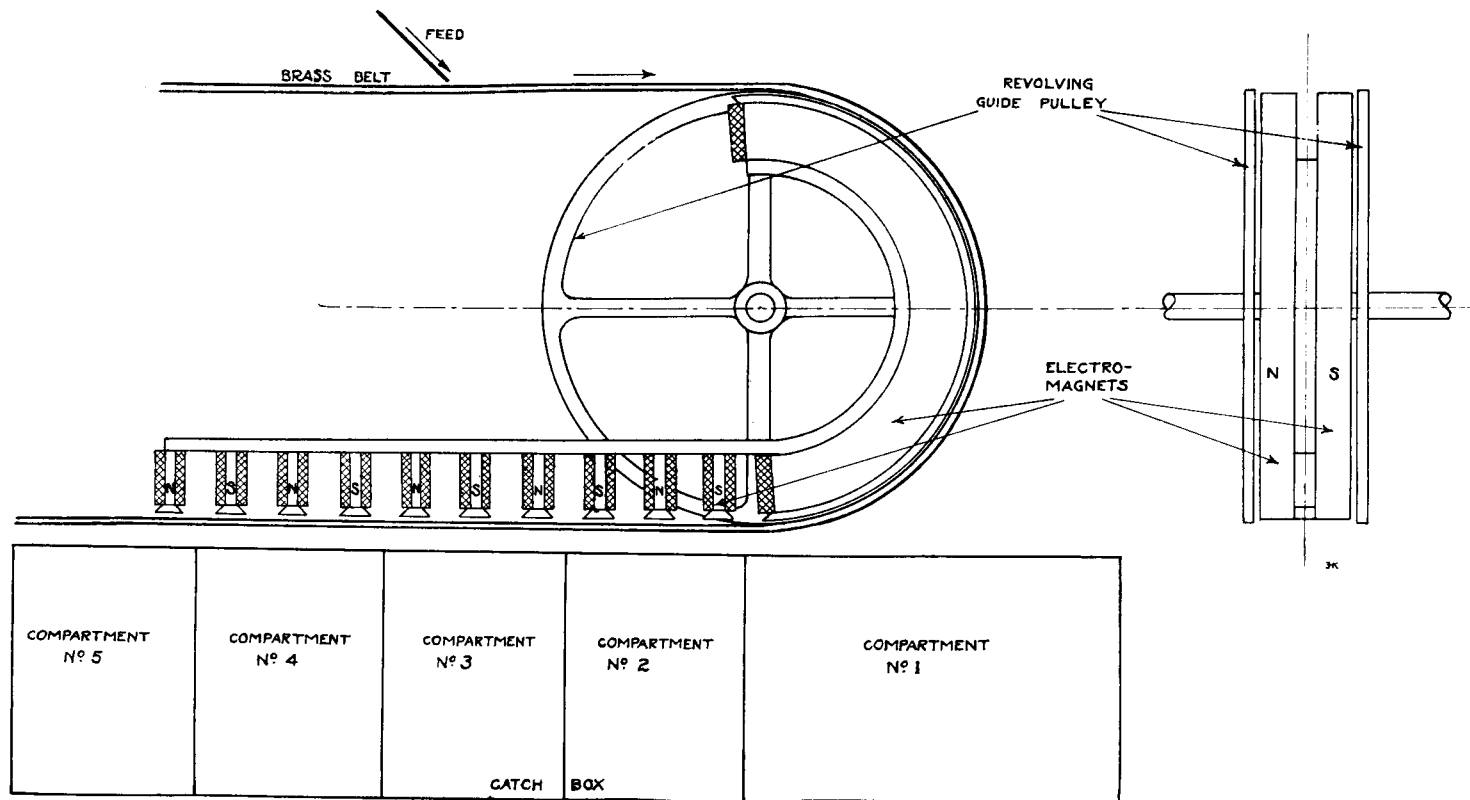 FEED
BRASS BELT
REVOLVING
GUIDE PULLEY
ELECTRO-
MAGNETS
N S
N S N S N S N S N S
COMPARTMENT
Nº 5
COMPARTMENT
Nº 4
COMPARTMENT
Nº 3
COMPARTMENT
Nº 2
COMPARTMENT
Nº 1
CATCH BOX